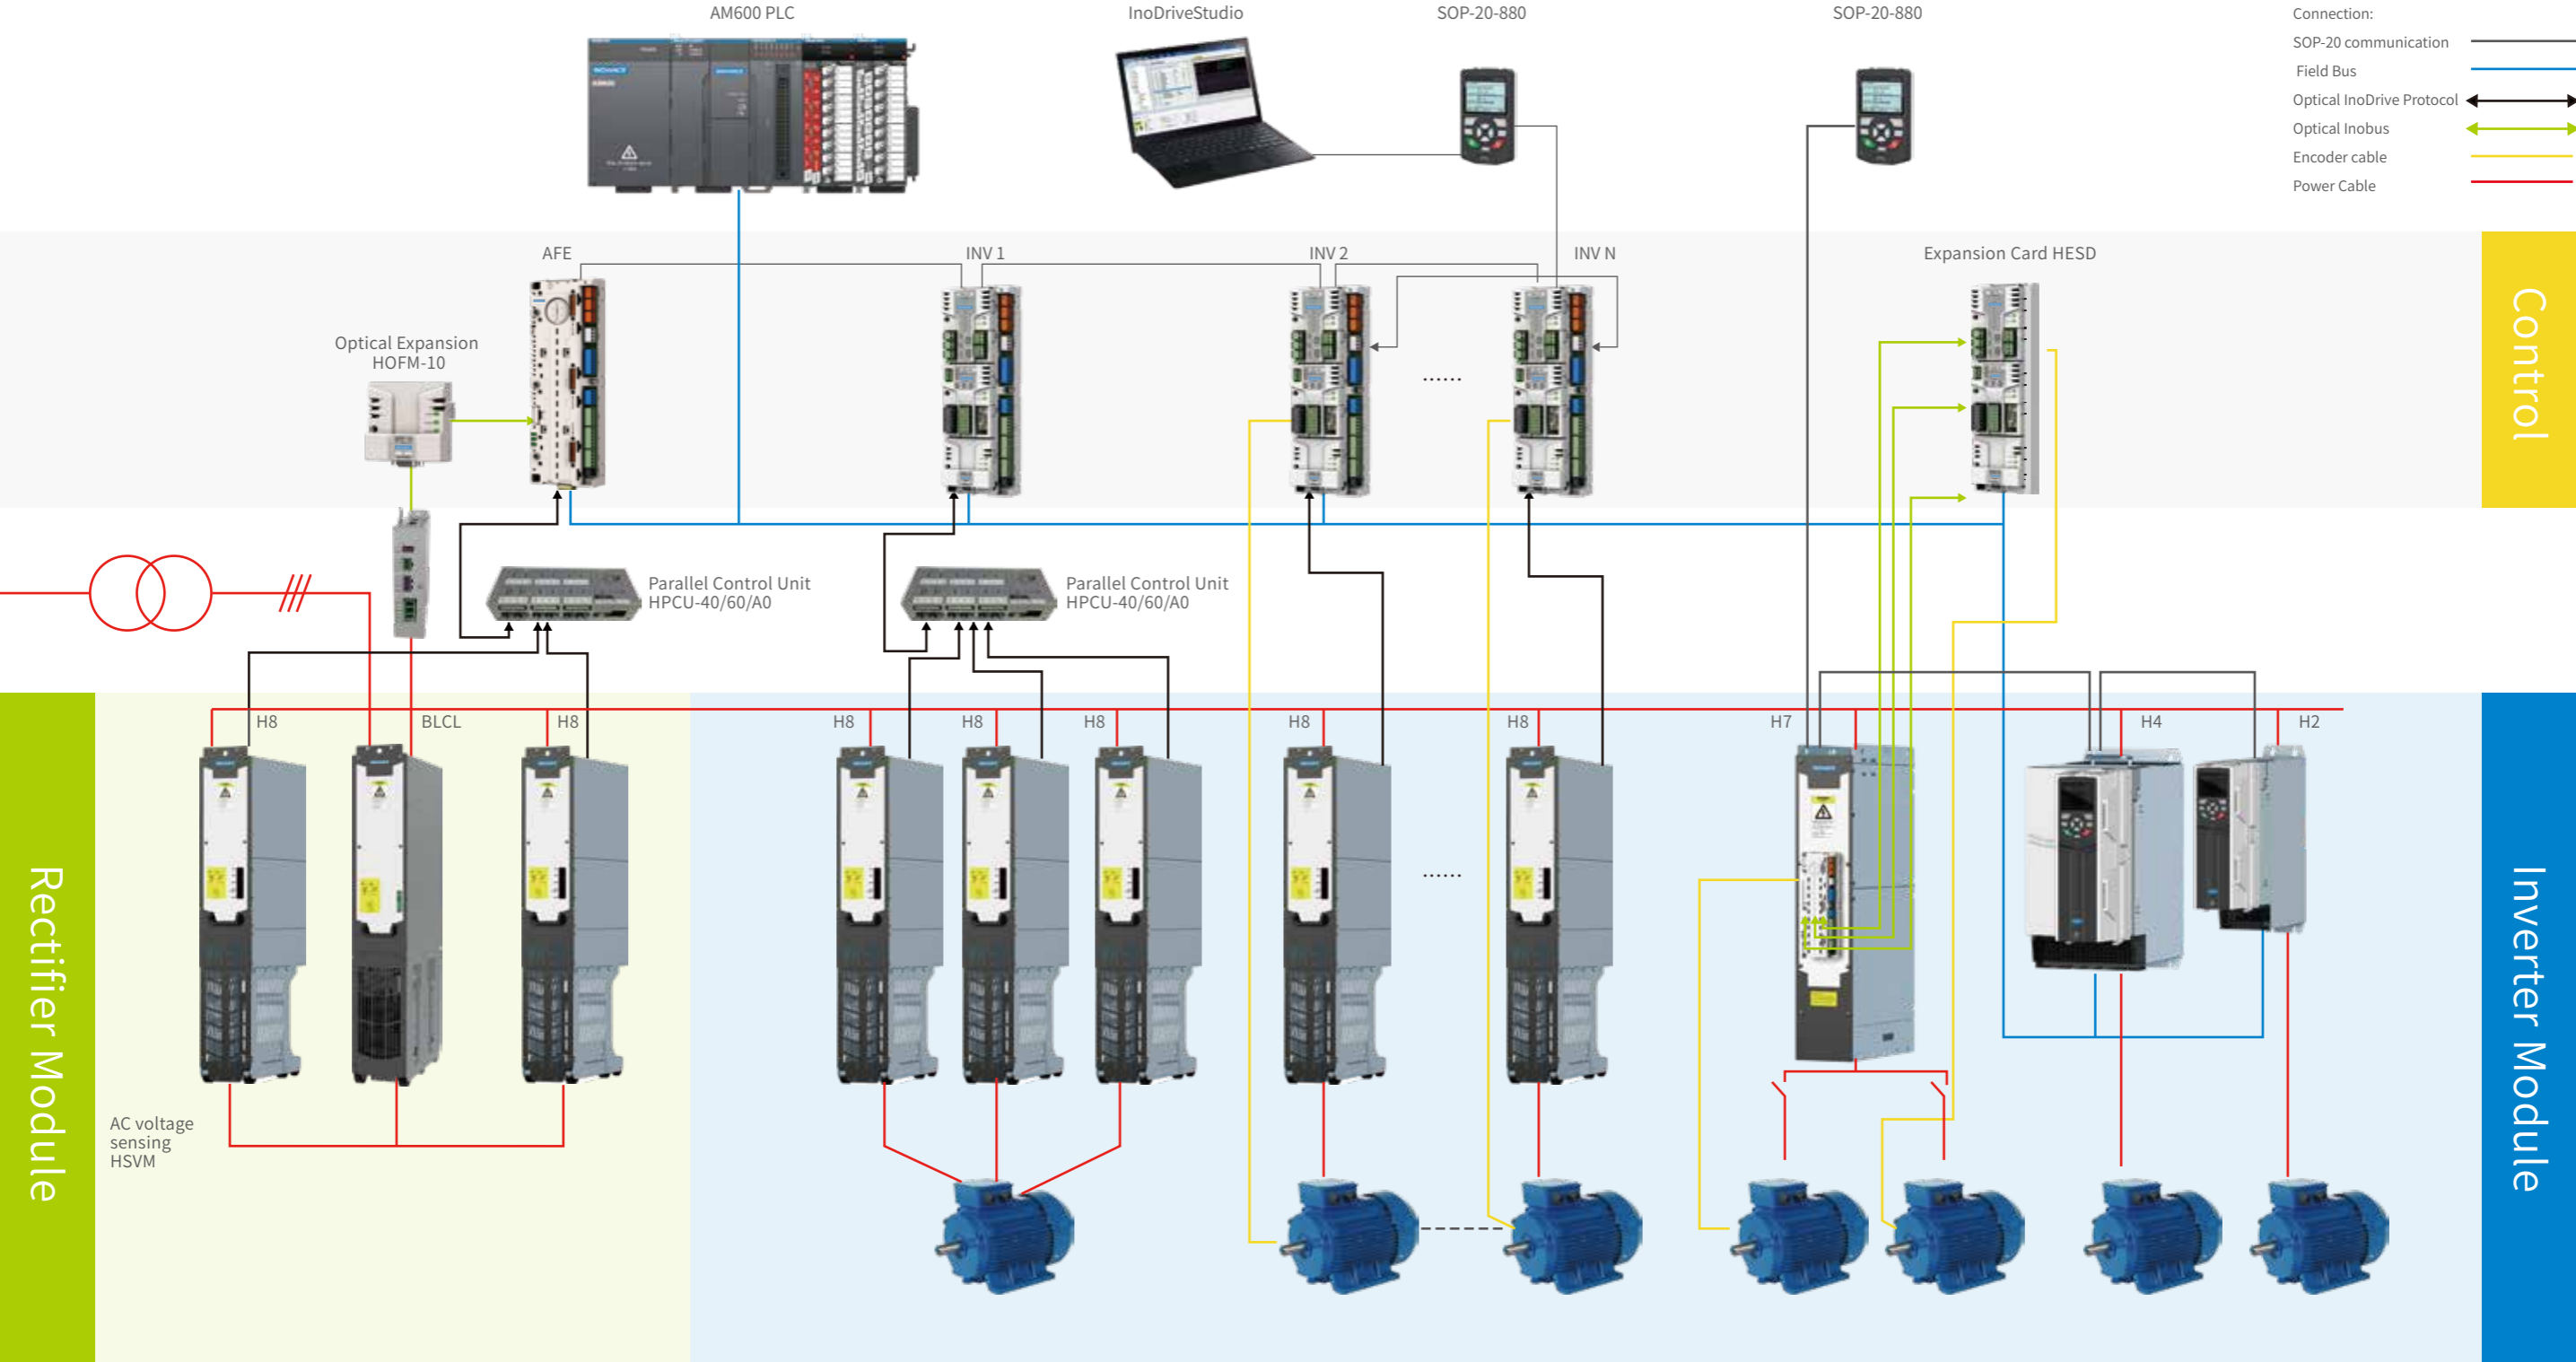 AM600 PLC
InoDriveStudio
SOP-20-880
SOP-20-880
Connection:
SOP-20 communication
Field Bus
Optical InoDrive Protocol
Optical Inobus
Encoder cable
Power Cable
AFE
INV 1
INV 2
INV N
Expansion Card HESD
Control
Optical Expansion
HOFM-10
......
Parallel Control Unit
HPCU-40/60/A0
Parallel Control Unit
HPCU-40/60/A0
H8
BLCL
H8
H8
H8
H8
H8
H8
H7
H4
H2
......
Rectifier Module
Inverter Module
AC voltage
sensing
HSVM